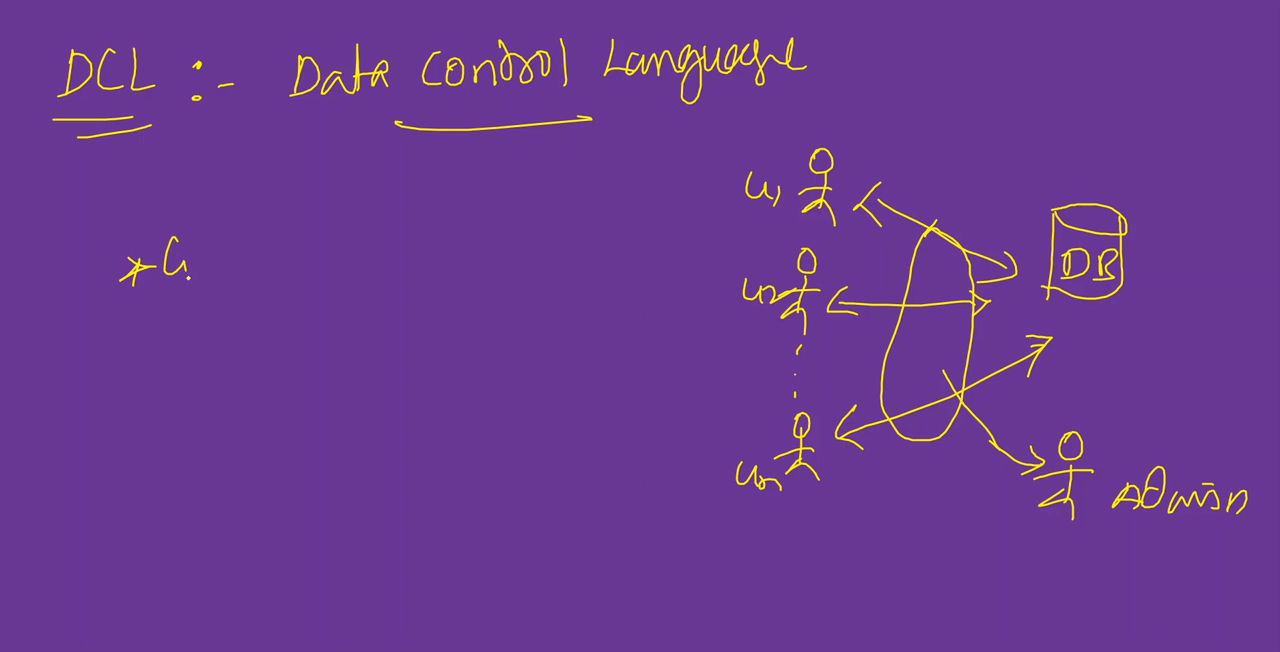 DCL :- Data Control Language
U1
DB
* G
U2
Un
Admin